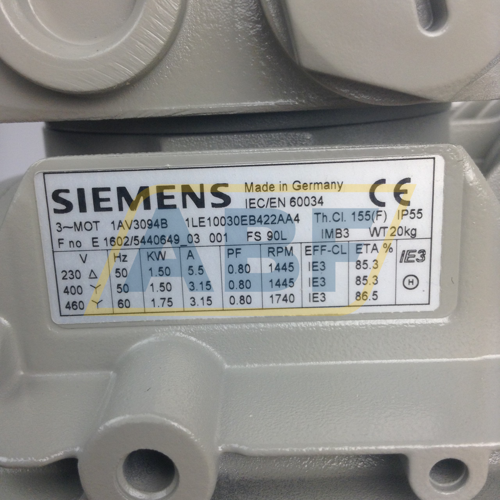 SIEMENS Made in Germany IEC/EN 60034 CE
3~MOT 1AV3094B 1LE10030EB422AA4 Th.Cl. 155(F) IP55
F no E 1602/5440649 03 001 FS 90L IMB3 WT 20kg
V Hz KW A PF RPM EFF-CL ETA % IE3
230 Δ 50 1.50 5.5 0.80 1445 IE3 85.3
400 Y 50 1.50 3.15 0.80 1445 IE3 85.3 H
460 Y 60 1.75 3.15 0.80 1740 IE3 86.5
ABF